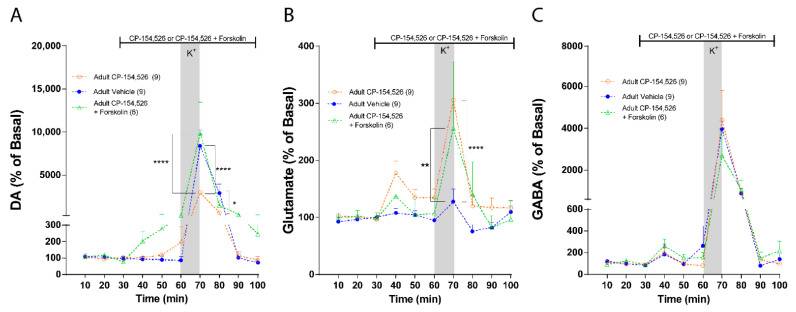 A
CP-154,526 or CP-154,526 + Forskolin
K+
20,000
15,000
10,000
5000
300
200
100
0
DA (% of Basal)
Adult CP-154,526 (9)
Adult Vehicle (9)
Adult CP-154,526
+ Forskolin (6)
****
****
*
10 20 30 40 50 60 70 80 90 100
Time (min)
B
CP-154,526 or CP-154,526 + Forskolin
K+
400
300
200
100
0
Glutamate (% of Basal)
Adult CP-154,526 (9)
Adult Vehicle (9)
Adult CP-154,526
+ Forskolin (6)
**
****
10 20 30 40 50 60 70 80 90 100
Time (min)
C
CP-154,526 or CP-154,526 + Forskolin
K+
8000
6000
4000
2000
400
200
0
GABA (% of Basal)
Adult CP-154,526 (9)
Adult Vehicle (9)
Adult CP-154,526
+ Forskolin (6)
10 20 30 40 50 60 70 80 90 100
Time (min)